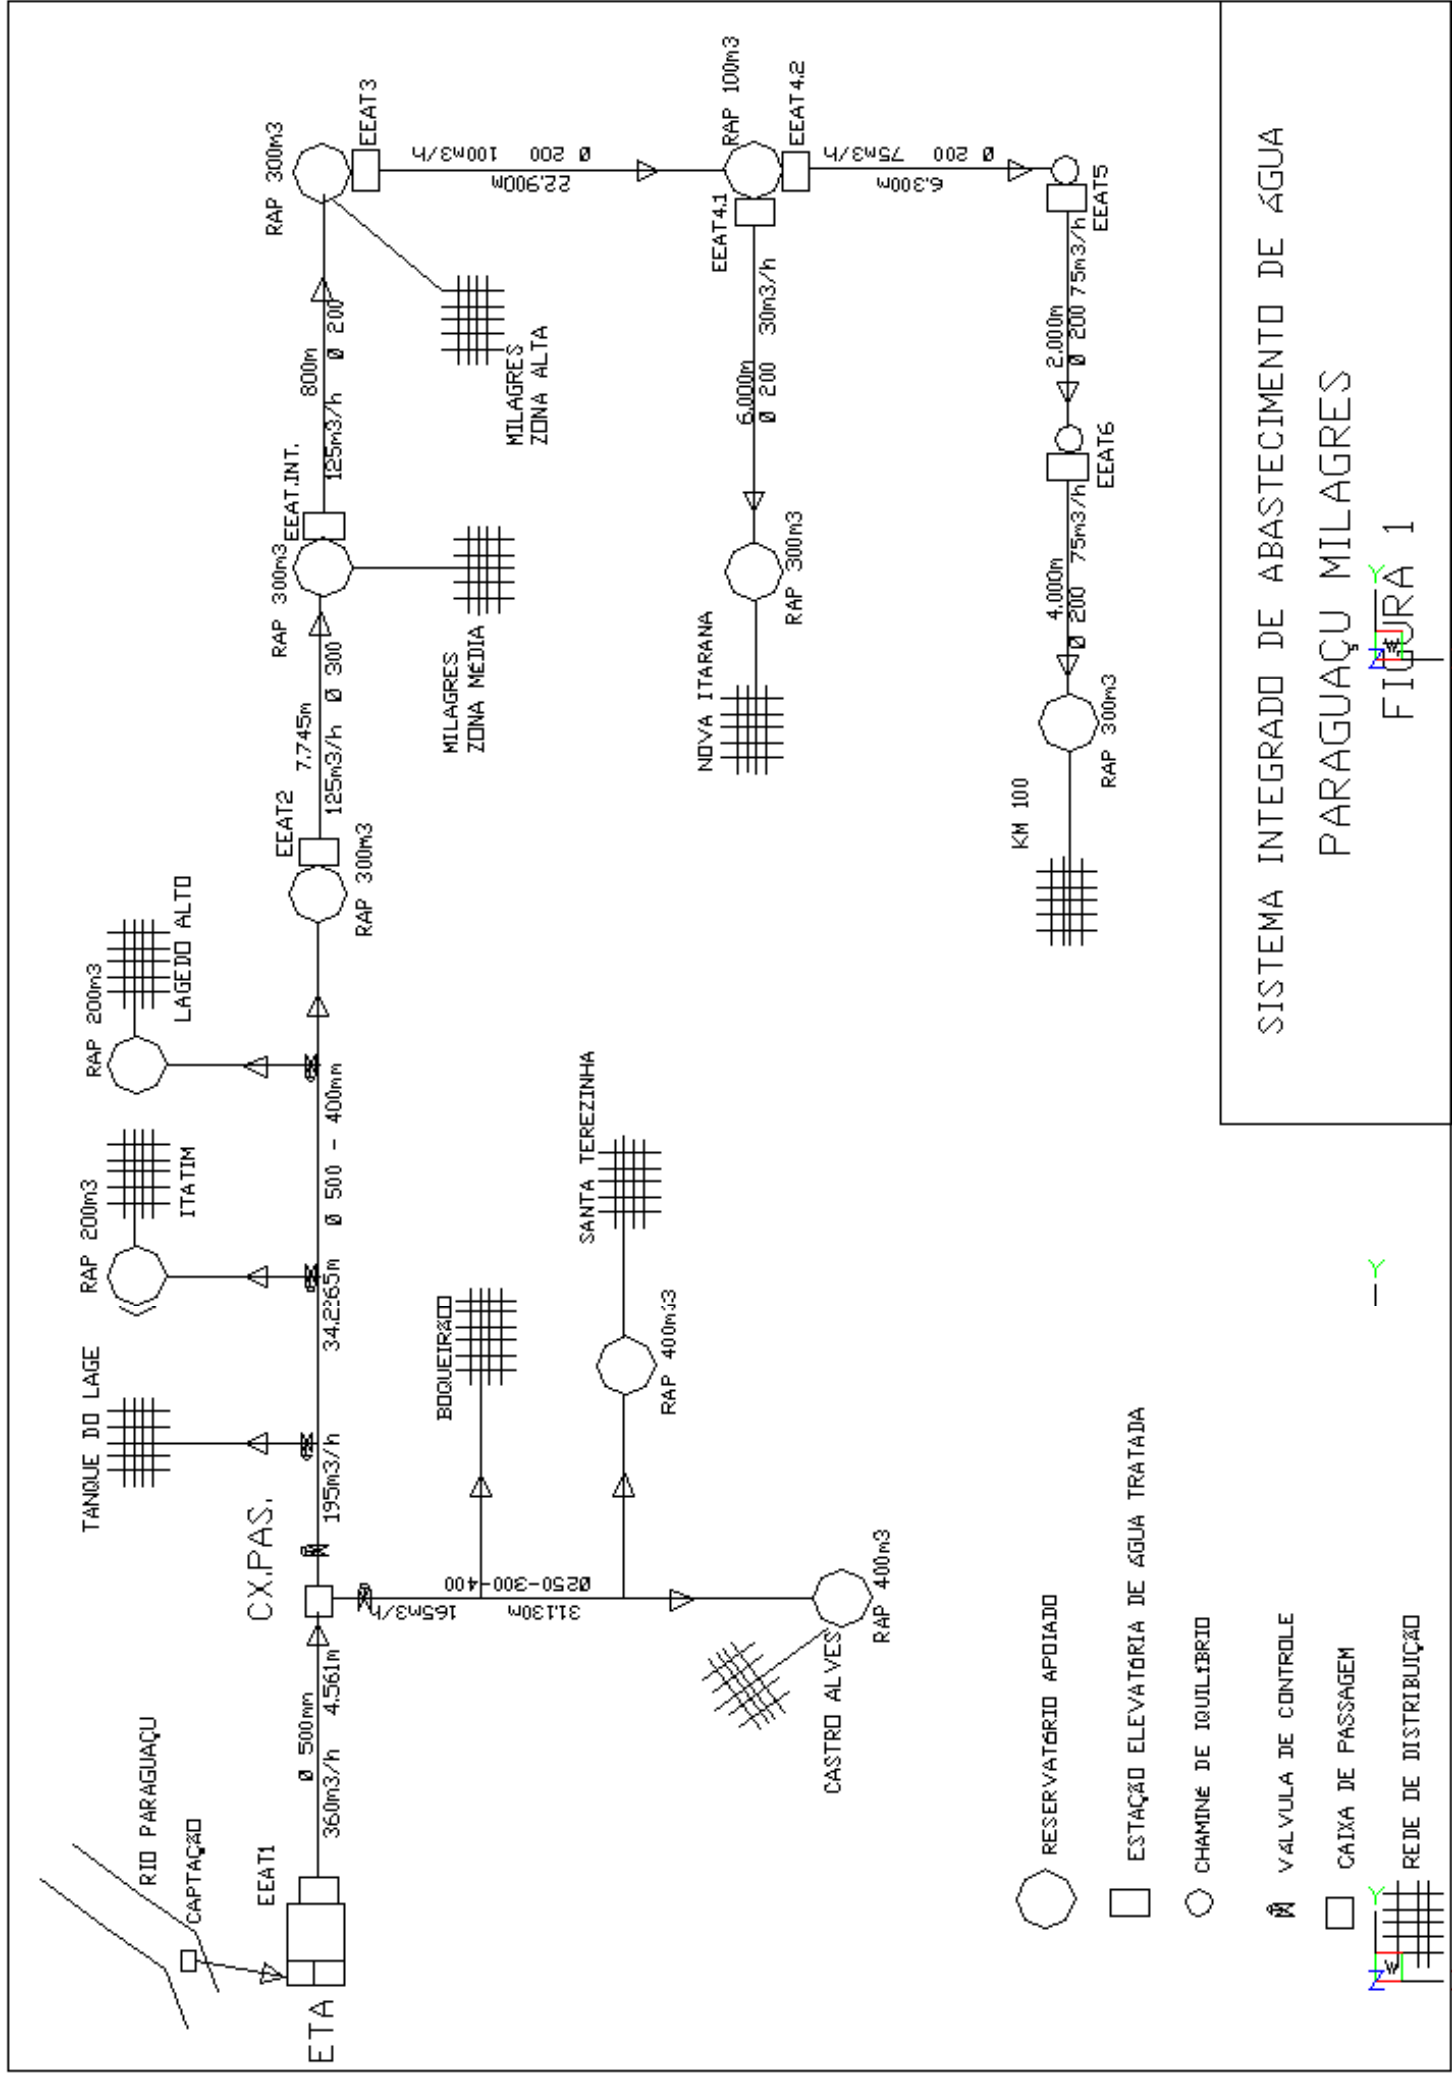 RIO PARAGUAÇU
CAPTAÇÃO
ETA
EEAT1
Ø 500mm
360m3/h 4.561m
CX.PAS.
TANQUE DO LAGE
RAP 200m3
ITATIM
RAP 200m3
LAGEDO ALTO
195m3/h 34.2265m Ø 500 - 400mm
EEAT2
RAP 300m3
7.745m
125m3/h Ø 300
RAP 300m3
EEAT.INT.
800m
125m3/h Ø 200
RAP 300m3
EEAT3
MILAGRES
ZONA MÉDIA
MILAGRES
ZONA ALTA
Ø 200 100m3/h
22.900m
RAP 100m3
EEAT4.1
EEAT4.2
6.000m
Ø 200 30m3/h
RAP 300m3
NOVA ITARANA
Ø 200 75m3/h
6.300m
EEAT5
2.000m
Ø 200 75m3/h
EEAT6
4.000m
Ø 200 75m3/h
RAP 300m3
KM 100
Ø250-300-400
31.130m 165m3/h
BOQUEIRÃO
SANTA TEREZINHA
RAP 400m33
RAP 400m3
CASTRO ALVES
RESERVATÓRIO APOIADO
ESTAÇÃO ELEVATÓRIA DE ÁGUA TRATADA
CHAMINÉ DE IQUILÍBRIO
VÁLVULA DE CONTROLE
CAIXA DE PASSAGEM
REDE DE DISTRIBUIÇÃO
SISTEMA INTEGRADO DE ABASTECIMENTO DE ÁGUA
PARAGUAÇU MILAGRES
FIGURA 1
Y
Y
Y
Z
W
Z
W